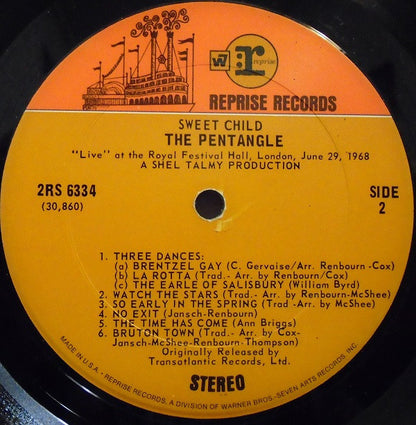 W7
r
reprise
REPRISE RECORDS
SWEET CHILD
THE PENTANGLE
"Live" at the Royal Festival Hall, London, June 29, 1968
A SHEL TALMY PRODUCTION
2RS 6334
(30,860)
SIDE
2
1. THREE DANCES:
(a) BRENTZEL GAY (C. Gervaise/Arr. Renbourn-Cox)
(b) LA ROTTA (Trad.- Arr. by Renbourn/Cox)
(c) THE EARLE OF SALISBURY (William Byrd)
2. WATCH THE STARS (Trad.- Arr. by Renbourn-McShee)
3. SO EARLY IN THE SPRING (Trad.- Arr. by McShee)
4. NO EXIT (Jansch-Renbourn)
5. THE TIME HAS COME (Ann Briggs)
6. BRUTON TOWN (Trad.- Arr. by Cox-
Jansch-McShee-Renbourn-Thompson)
Originally Released by
Transatlantic Records, Ltd.
STEREO
MADE IN U.S.A. • REPRISE RECORDS, A DIVISION OF WARNER BROS.-SEVEN ARTS RECORDS, INC.